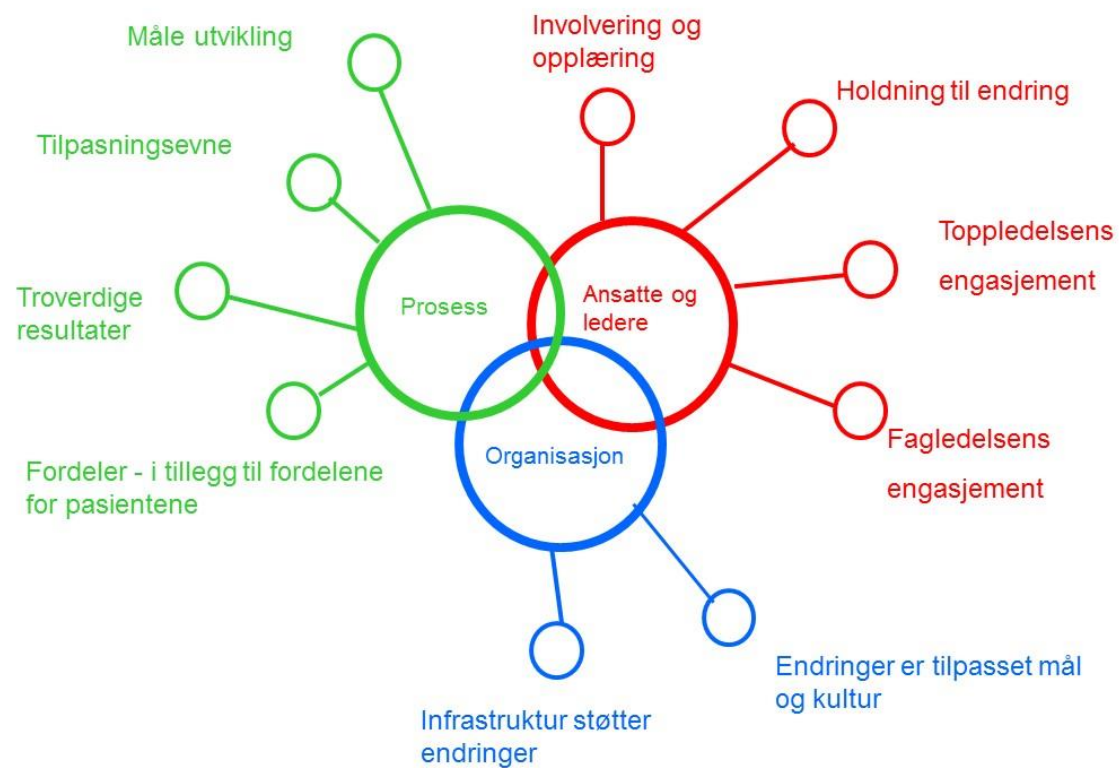 Måle utvikling
Involvering og
opplæring
Holdning til endring
Tilpasningsevne
Toppledelsens
engasjement
Troverdige
resultater
Prosess
Ansatte og
ledere
Fordeler - i tillegg til fordelene
for pasientene
Organisasjon
Fagledelsens
engasjement
Endringer er tilpasset mål
og kultur
Infrastruktur støtter
endringer